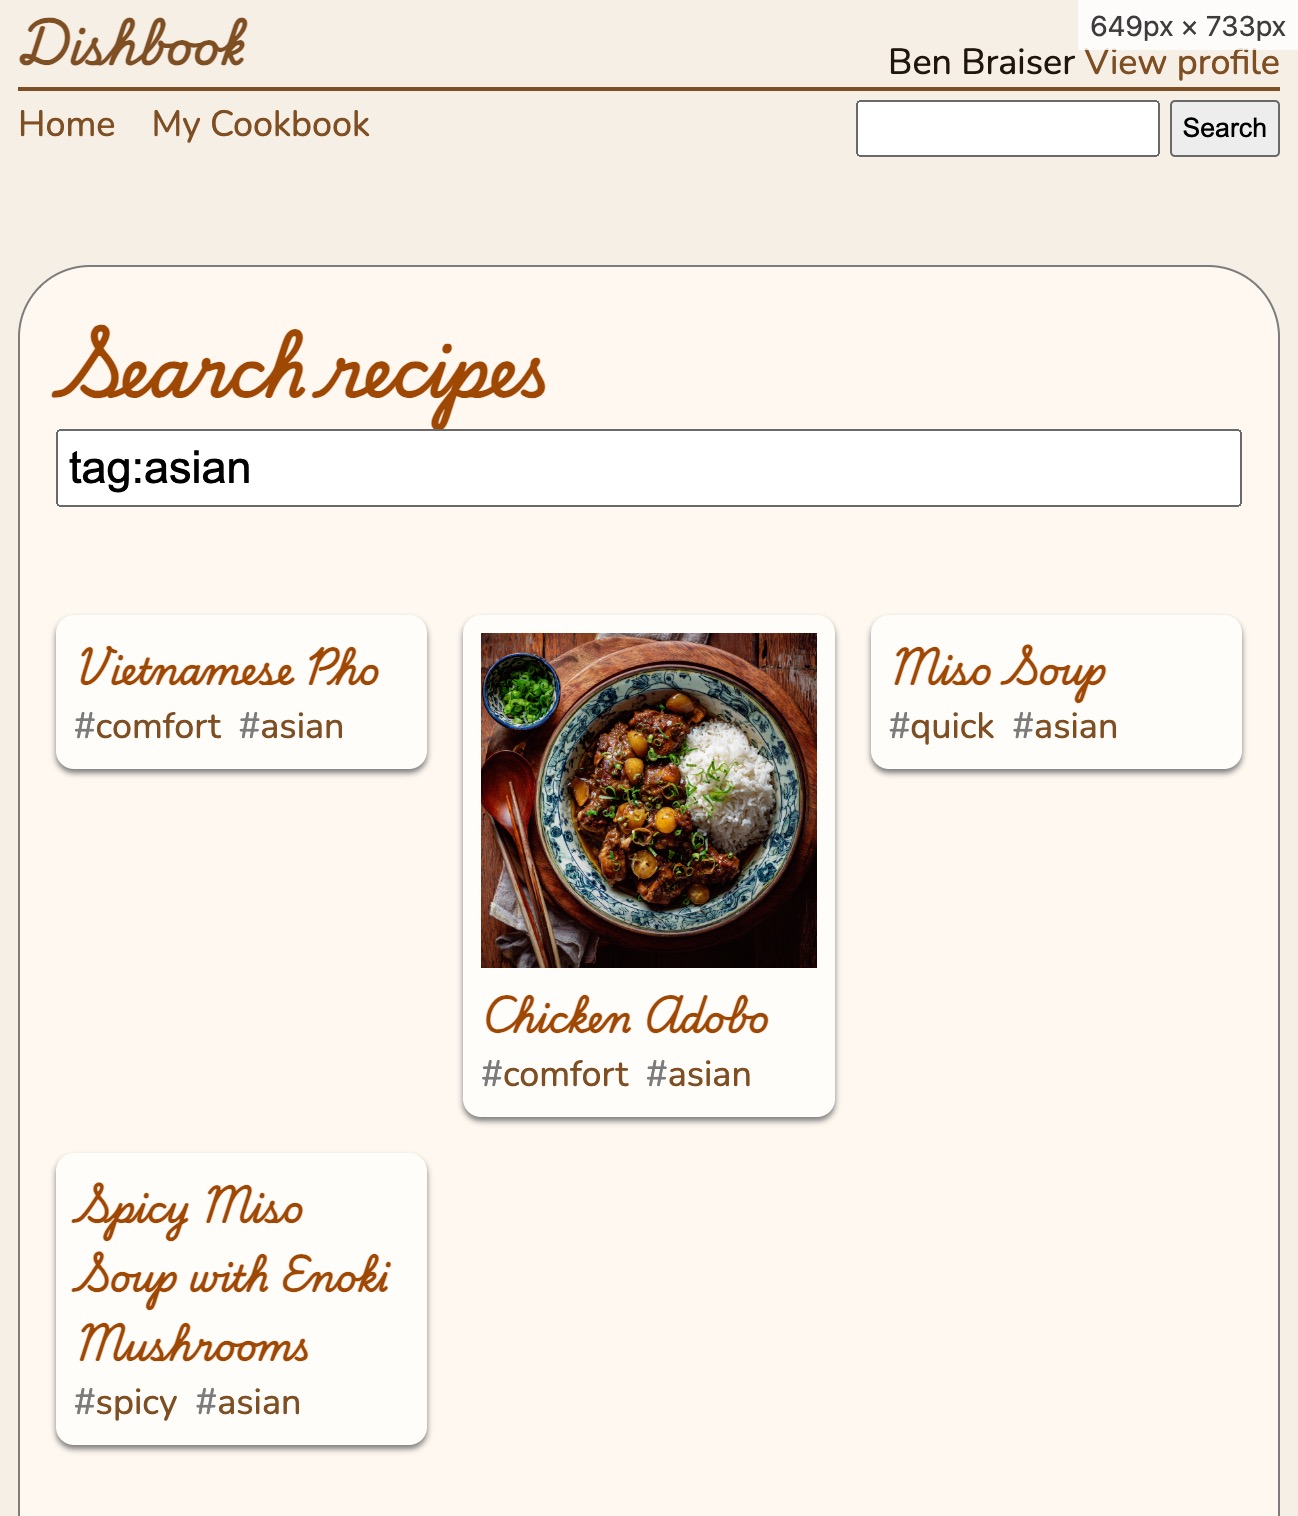 Dishbook
649px × 733px
Ben Braiser View profile
Home My Cookbook
Search
Search recipes
tag:asian
Vietnamese Pho
#comfort #asian
Miso Soup
#quick #asian
Chicken Adobo
#comfort #asian
Spicy Miso
Soup with Enoki
Mushrooms
#spicy #asian